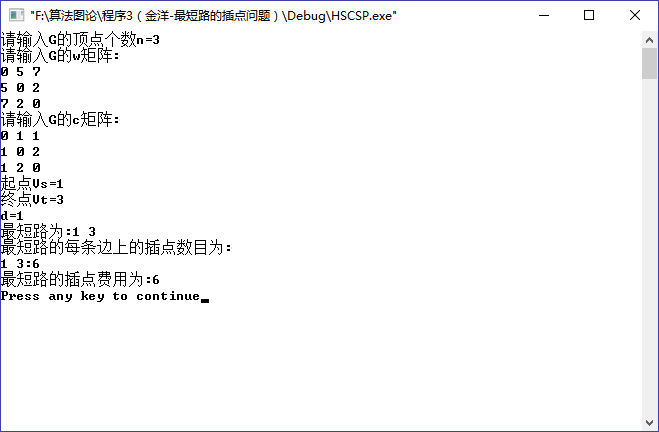 "F:\算法图论\程序3（金洋-最短路的插点问题）\Debug\HSCSP.exe"
请输入G的顶点个数n=3
请输入G的w矩阵:
0 5 7
5 0 2
7 2 0
请输入G的c矩阵:
0 1 1
1 0 2
1 2 0
起点Vs=1
终点Vt=3
d=1
最短路为:1 3
最短路的每条边上的插点数目为:
1 3:6
最短路的插点费用为:6
Press any key to continue